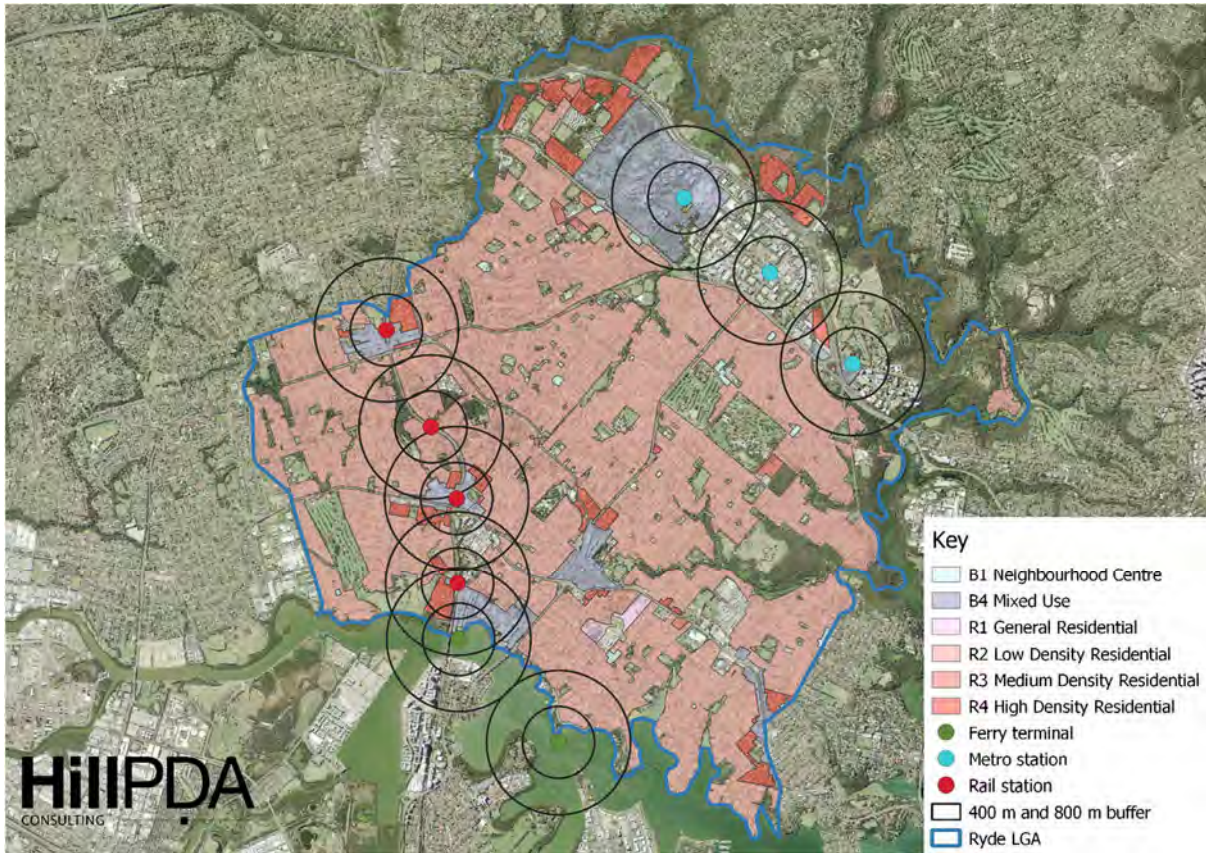 Key
B1 Neighbourhood Centre
B4 Mixed Use
R1 General Residential
R2 Low Density Residential
R3 Medium Density Residential
R4 High Density Residential
Ferry terminal
Metro station
Rail station
400 m and 800 m buffer
Ryde LGA
HillPDA
CONSULTING